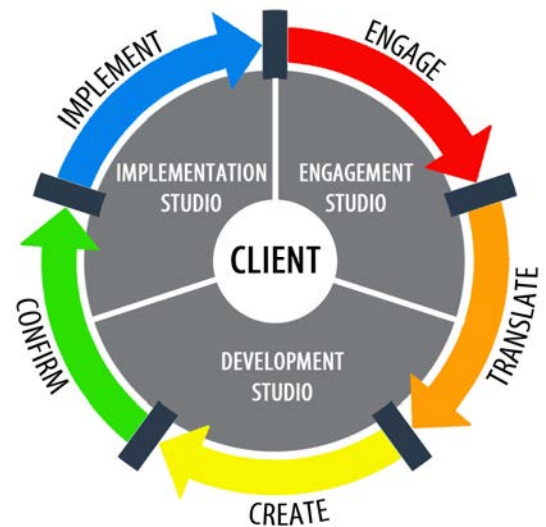 ENGAGE
TRANSLATE
CREATE
CONFIRM
IMPLEMENT
IMPLEMENTATION
STUDIO
ENGAGEMENT
STUDIO
CLIENT
DEVELOPMENT
STUDIO